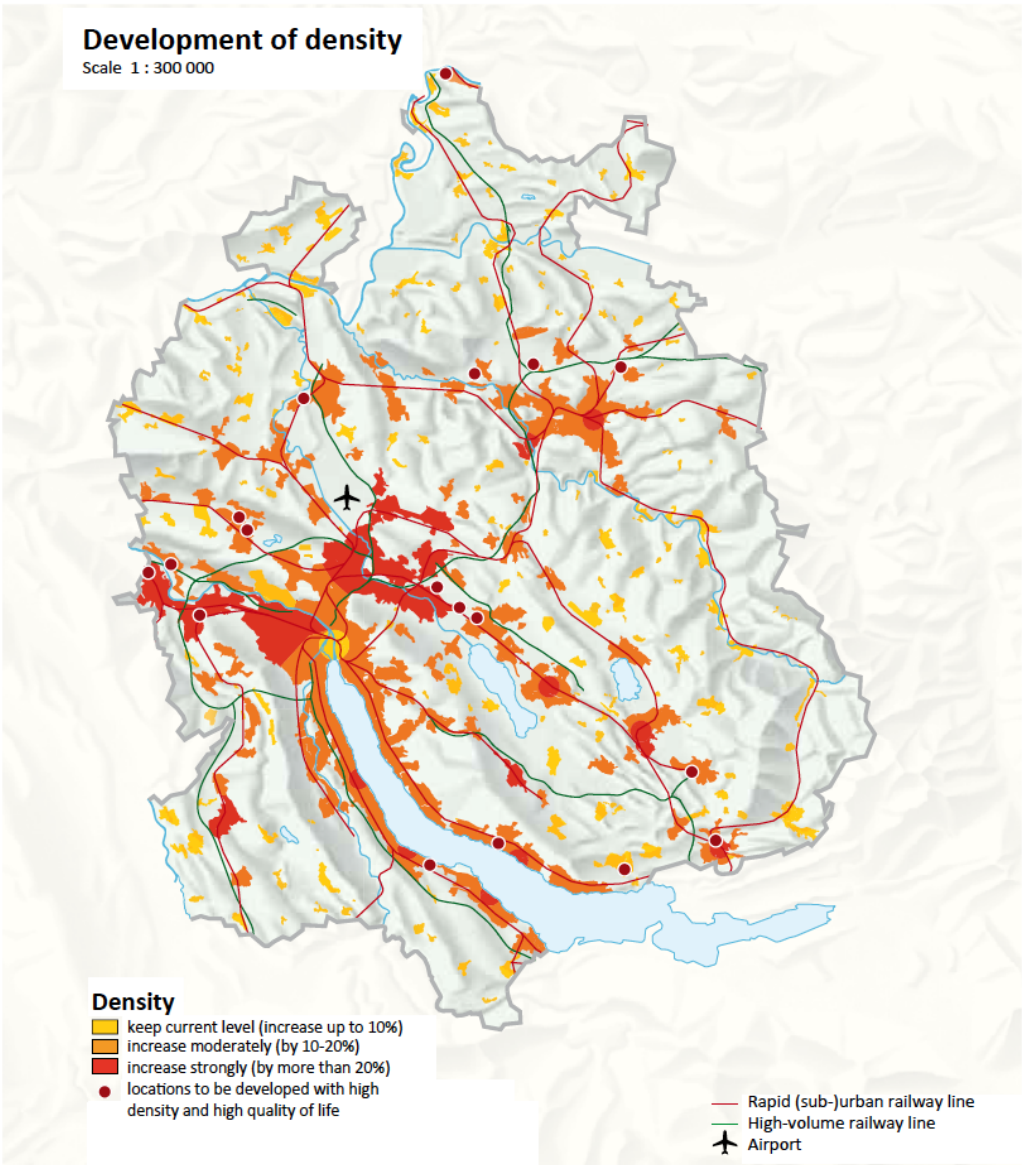 Development of density
Scale 1 : 300 000
Density
keep current level (increase up to 10%)
increase moderately (by 10-20%)
increase strongly (by more than 20%)
locations to be developed with high
density and high quality of life
Rapid (sub-)urban railway line
High-volume railway line
Airport